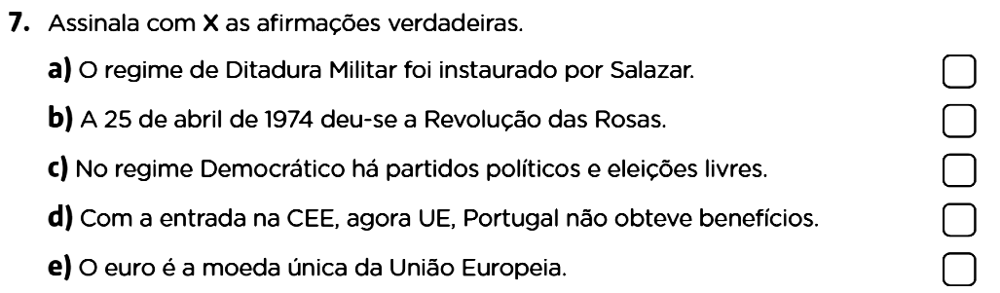 7. Assinala com X as afirmações verdadeiras.
a) O regime de Ditadura Militar foi instaurado por Salazar.
b) A 25 de abril de 1974 deu-se a Revolução das Rosas.
c) No regime Democrático há partidos políticos e eleições livres.
d) Com a entrada na CEE, agora UE, Portugal não obteve benefícios.
e) O euro é a moeda única da União Europeia.